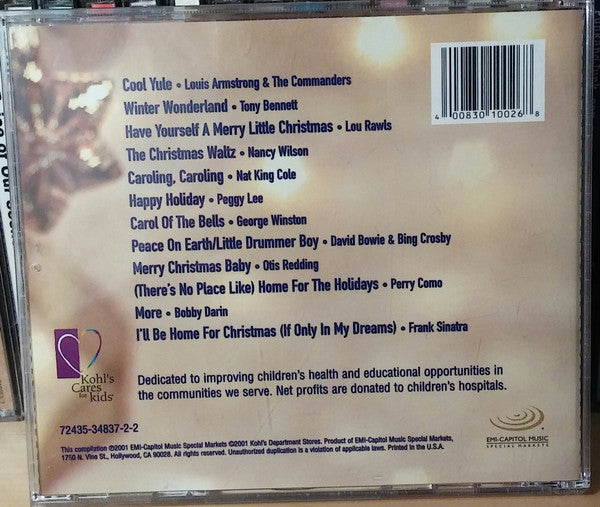 Cool Yule • Louis Armstrong & The Commanders
Winter Wonderland • Tony Bennett
Have Yourself A Merry Little Christmas • Lou Rawls
The Christmas Waltz • Nancy Wilson
Caroling, Caroling • Nat King Cole
Happy Holiday • Peggy Lee
Carol Of The Bells • George Winston
Peace On Earth/Little Drummer Boy • David Bowie & Bing Crosby
Merry Christmas Baby • Otis Redding
(There's No Place Like) Home For The Holidays • Perry Como
More • Bobby Darin
I'll Be Home For Christmas (If Only In My Dreams) • Frank Sinatra
4 00830 10026 8
Kohl's
Cares
for
kids
Dedicated to improving children's health and educational opportunities in
the communities we serve. Net profits are donated to children's hospitals.
72435-34837-2-2
This compilation ©2001 EMI-Capitol Music Special Markets ©2001 Kohl's Department Stores. Product of EMI-Capitol Music Special Markets,
1750 N. Vine St., Hollywood, CA 90028. All rights reserved. Unauthorized duplication is a violation of applicable laws. Printed in the U.S.A.
EMI-CAPITOL MUSIC
SPECIAL MARKETS